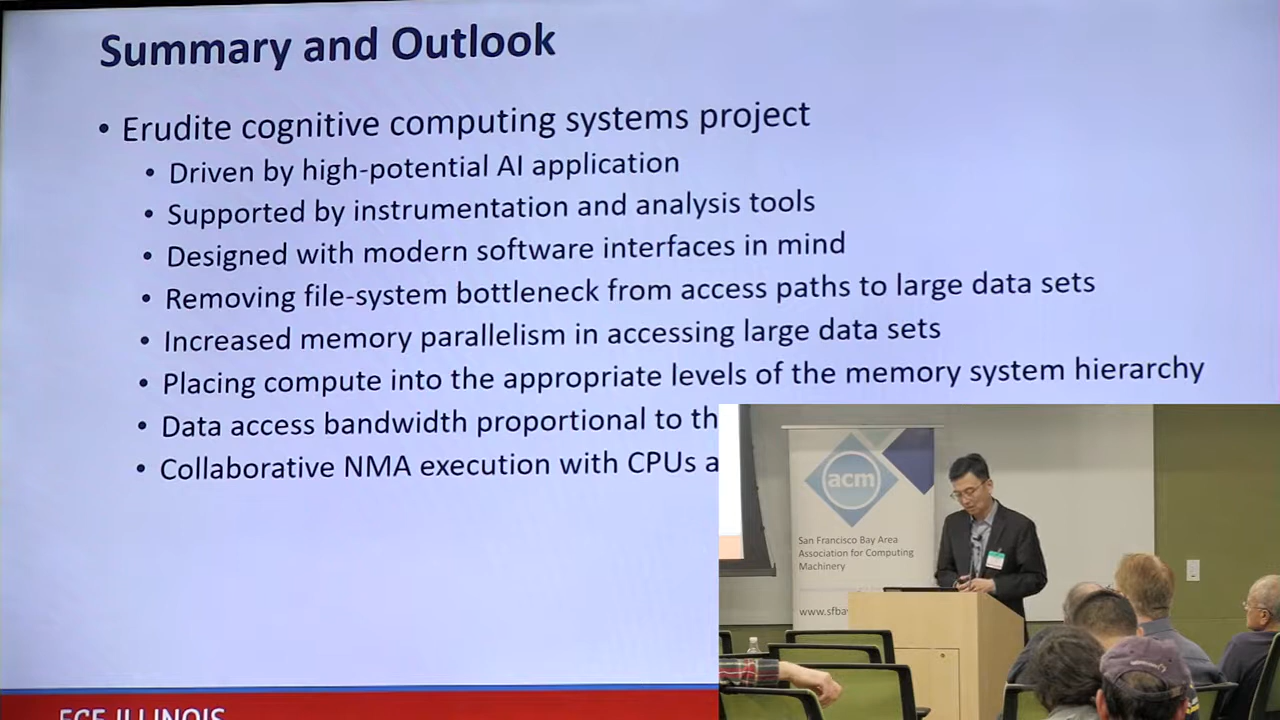 Summary and Outlook
• Erudite cognitive computing systems project
• Driven by high-potential AI application
• Supported by instrumentation and analysis tools
• Designed with modern software interfaces in mind
• Removing file-system bottleneck from access paths to large data sets
• Increased memory parallelism in accessing large data sets
• Placing compute into the appropriate levels of the memory system hierarchy
• Data access bandwidth proportional to th
• Collaborative NMA execution with CPUs a
acm
San Francisco Bay Area
Association for Computing
Machinery
www.sfba
ECE ILLINOIS